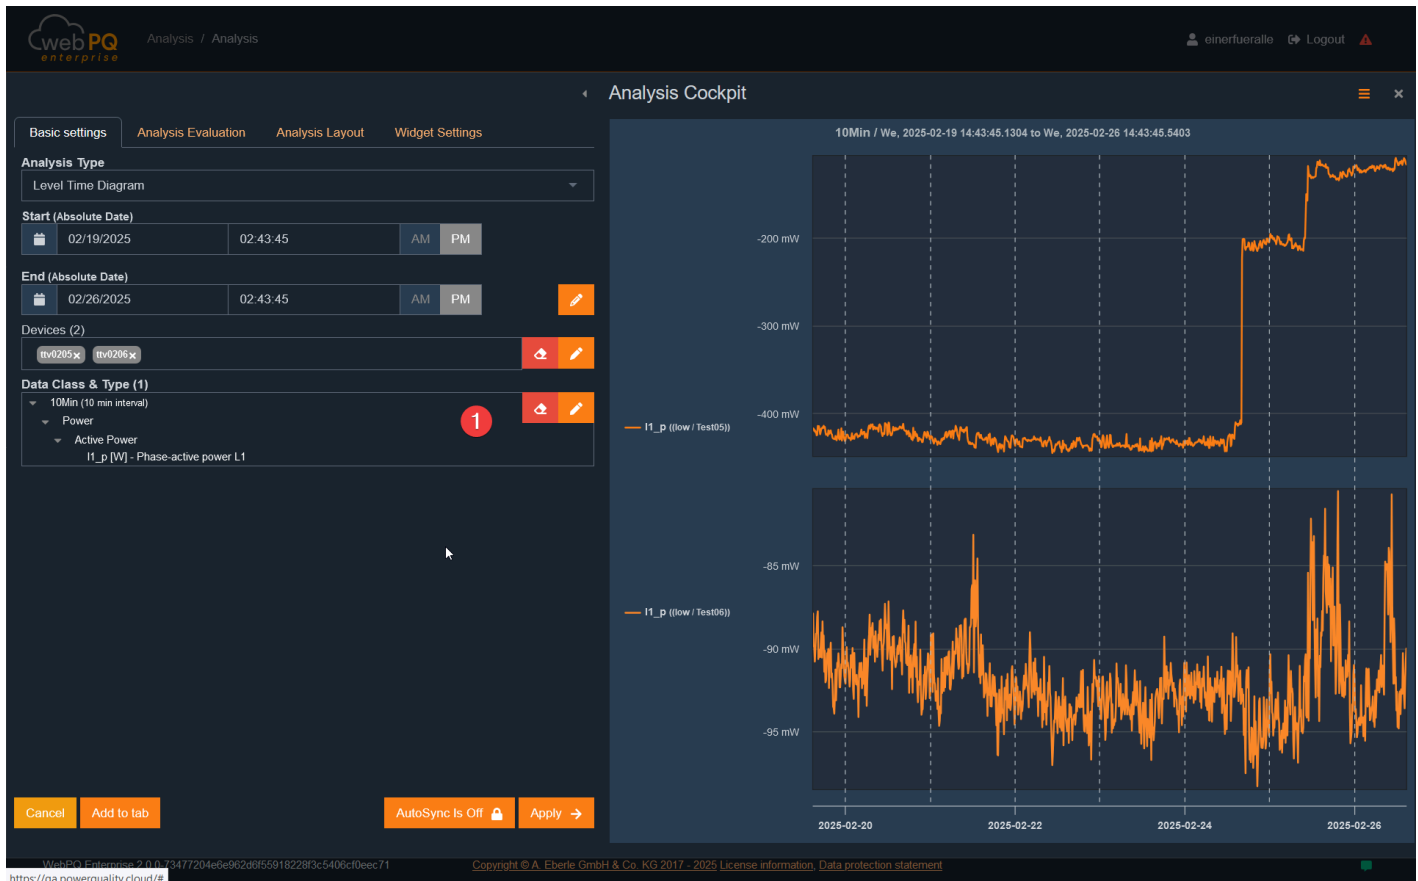 webPQ
enterprise
Analysis / Analysis
einerfueralle
Logout
Analysis Cockpit
Basic settings
Analysis Evaluation
Analysis Layout
Widget Settings
Analysis Type
Level Time Diagram
Start (Absolute Date)
02/19/2025
02:43:45
AM
PM
End (Absolute Date)
02/26/2025
02:43:45
AM
PM
Devices (2)
ttv0205
ttv0206
Data Class & Type (1)
10Min (10 min interval)
Power
Active Power
l1_p [W] - Phase-active power L1
1
10Min / We, 2025-02-19 14:43:45.1304 to We, 2025-02-26 14:43:45.5403
-200 mW
-300 mW
-400 mW
l1_p ((low / Test05))
-85 mW
l1_p ((low / Test06))
-90 mW
-95 mW
2025-02-20
2025-02-22
2025-02-24
2025-02-26
Cancel
Add to tab
AutoSync Is Off
Apply
WebPQ Enterprise 2.0.0-73477204e6e962d6f55918228f3c5406cf0eec71
Copyright © A. Eberle GmbH & Co. KG 2017 - 2025 License information, Data protection statement
https://qa.powerquality.cloud/#